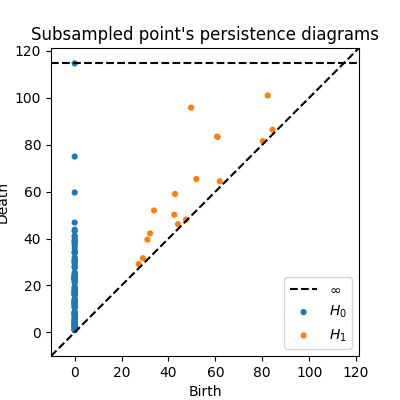 Subsampled point's persistence diagrams
120
100
80
60
40
20
0
Death
∞
H₀
H₁
0 20 40 60 80 100 120
Birth